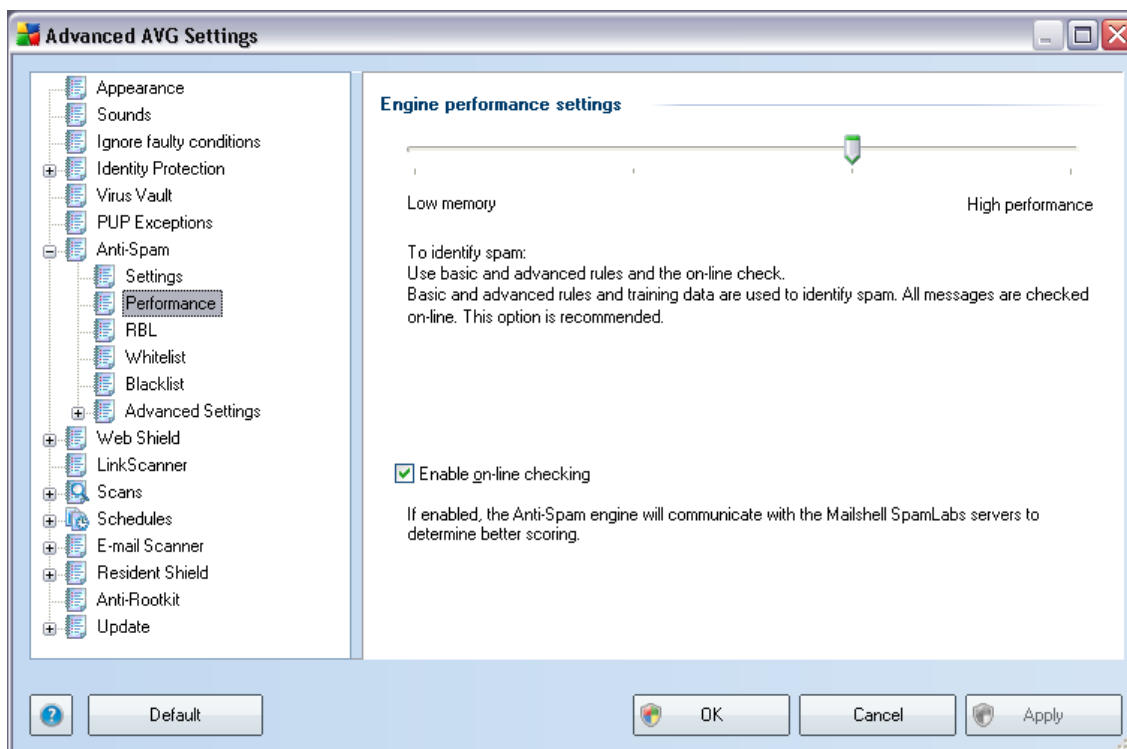 Advanced AVG Settings
Appearance
Sounds
Ignore faulty conditions
Identity Protection
Virus Vault
PUP Exceptions
Anti-Spam
Settings
Performance
RBL
Whitelist
Blacklist
Advanced Settings
Web Shield
LinkScanner
Scans
Schedules
E-mail Scanner
Resident Shield
Anti-Rootkit
Update
Engine performance settings
Low memory
High performance
To identify spam:
Use basic and advanced rules and the on-line check.
Basic and advanced rules and training data are used to identify spam. All messages are checked
on-line. This option is recommended.
Enable on-line checking
If enabled, the Anti-Spam engine will communicate with the Mailshell SpamLabs servers to
determine better scoring.
?
Default
OK
Cancel
Apply